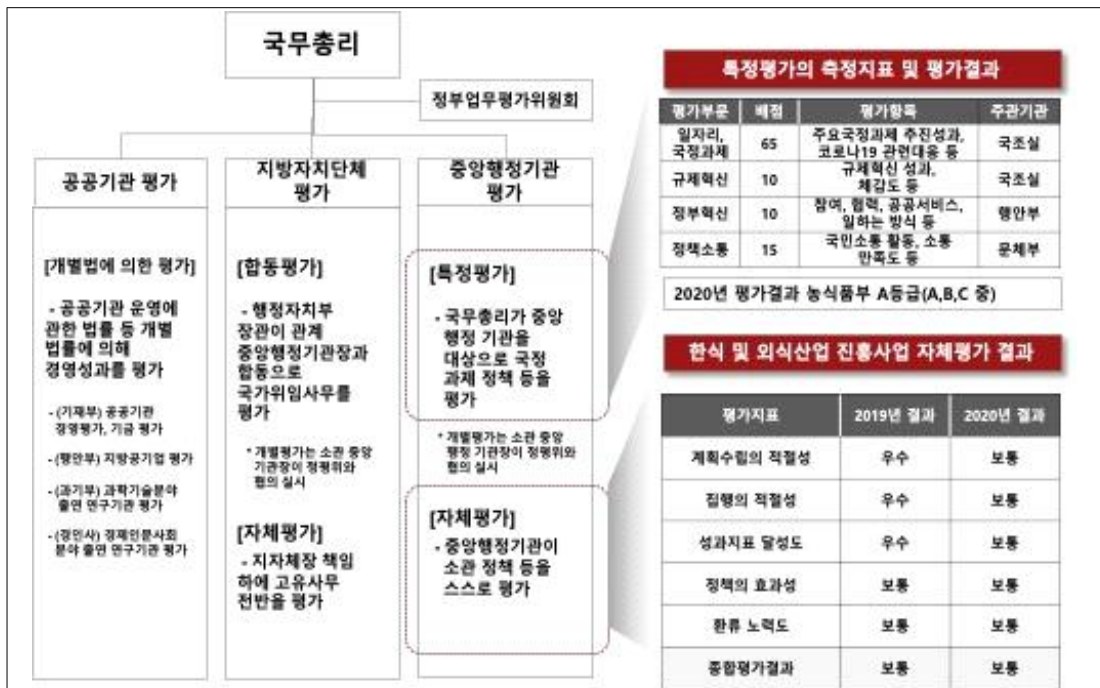 국무총리
정부업무평가위원회
공공기관 평가
[개별법에 의한 평가]
- 공공기관 운영에
관한 법률 등 개별
법률에 의해
경영성과를 평가
- (기재부) 공공기관
경영평가, 기금 평가
- (행안부) 지방공기업 평가
- (과기부) 과학기술분야
출연 연구기관 평가
- (경인사) 경제인문사회
분야 출연 연구기관 평가
지방자치단체
평가
[합동평가]
- 행정자치부
장관이 관계
중앙행정기관장과
합동으로
국가위임사무를
평가
* 개별평가는 소관 중앙
기관장이 정평위와
협의 실시
[자체평가]
- 지자체장 책임
하에 고유사무
전반을 평가
중앙행정기관
평가
[특정평가]
- 국무총리가 중앙
행정 기관을
대상으로 국정
과제 정책 등을
평가
* 개별평가는 소관 중앙
행정 기관장이 정평위와
협의 실시
[자체평가]
- 중앙행정기관이
소관 정책 등을
스스로 평가
특정평가의 측정지표 및 평가결과
평가부문 배점 평가항목 주관기관
일자리,
국정과제 65 주요국정과제 추진성과,
코로나19 관련대응 등 국조실
규제혁신 10 규제혁신 성과,
체감도 등 국조실
정부혁신 10 참여, 협력, 공공서비스,
일하는 방식 등 행안부
정책소통 15 국민소통 활동, 소통
만족도 등 문체부
2020년 평가결과 농식품부 A등급(A,B,C 중)
한식 및 외식산업 진흥사업 자체평가 결과
평가지표 2019년 결과 2020년 결과
계획수립의 적절성 우수 보통
집행의 적절성 우수 보통
성과지표 달성도 우수 보통
정책의 효과성 보통 보통
환류 노력도 보통 보통
종합평가결과 보통 보통